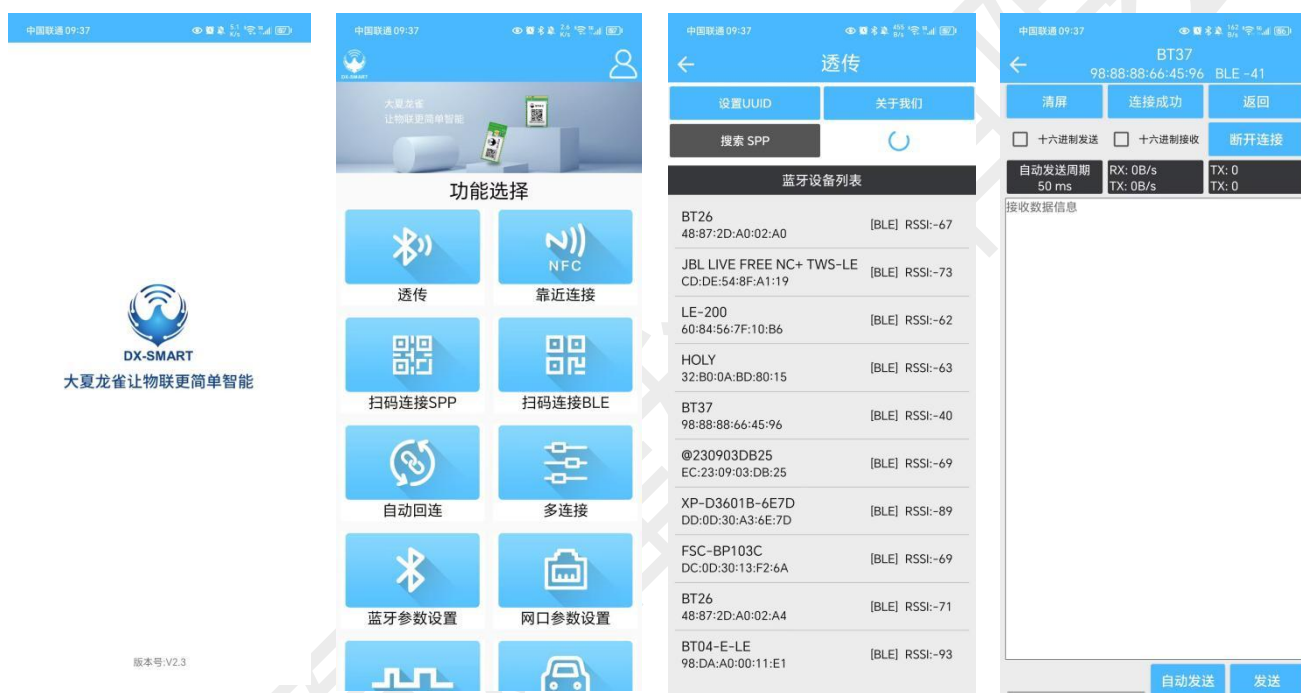 中国联通 09:37
5.1 K/s
DX-SMART
大夏龙雀让物联更简单智能
版本号:V2.3
中国联通 09:37
2.6 K/s
DX-SMART
大夏龙雀
让物联更简单智能
功能选择
NFC
透传
靠近连接
扫码连接SPP
扫码连接BLE
自动回连
多连接
蓝牙参数设置
网口参数设置
中国联通 09:37
455 B/s
透传
设置UUID
关于我们
搜索 SPP
蓝牙设备列表
BT26
48:87:2D:A0:02:A0
[BLE] RSSI:-67
JBL LIVE FREE NC+ TWS-LE
CD:DE:54:8F:A1:19
[BLE] RSSI:-73
LE-200
60:84:56:7F:10:B6
[BLE] RSSI:-62
HOLY
32:B0:0A:BD:80:15
[BLE] RSSI:-63
BT37
98:88:88:66:45:96
[BLE] RSSI:-40
@230903DB25
EC:23:09:03:DB:25
[BLE] RSSI:-69
XP-D3601B-6E7D
DD:0D:30:A3:6E:7D
[BLE] RSSI:-89
FSC-BP103C
DC:0D:30:13:F2:6A
[BLE] RSSI:-69
BT26
48:87:2D:A0:02:A4
[BLE] RSSI:-71
BT04-E-LE
98:DA:A0:00:11:E1
[BLE] RSSI:-93
中国联通 09:37
162 B/s
BT37
98:88:88:66:45:96 BLE -41
清屏
连接成功
返回
十六进制发送
十六进制接收
断开连接
自动发送周期
50 ms
RX: 0B/s
TX: 0B/s
TX: 0
TX: 0
接收数据信息
自动发送
发送